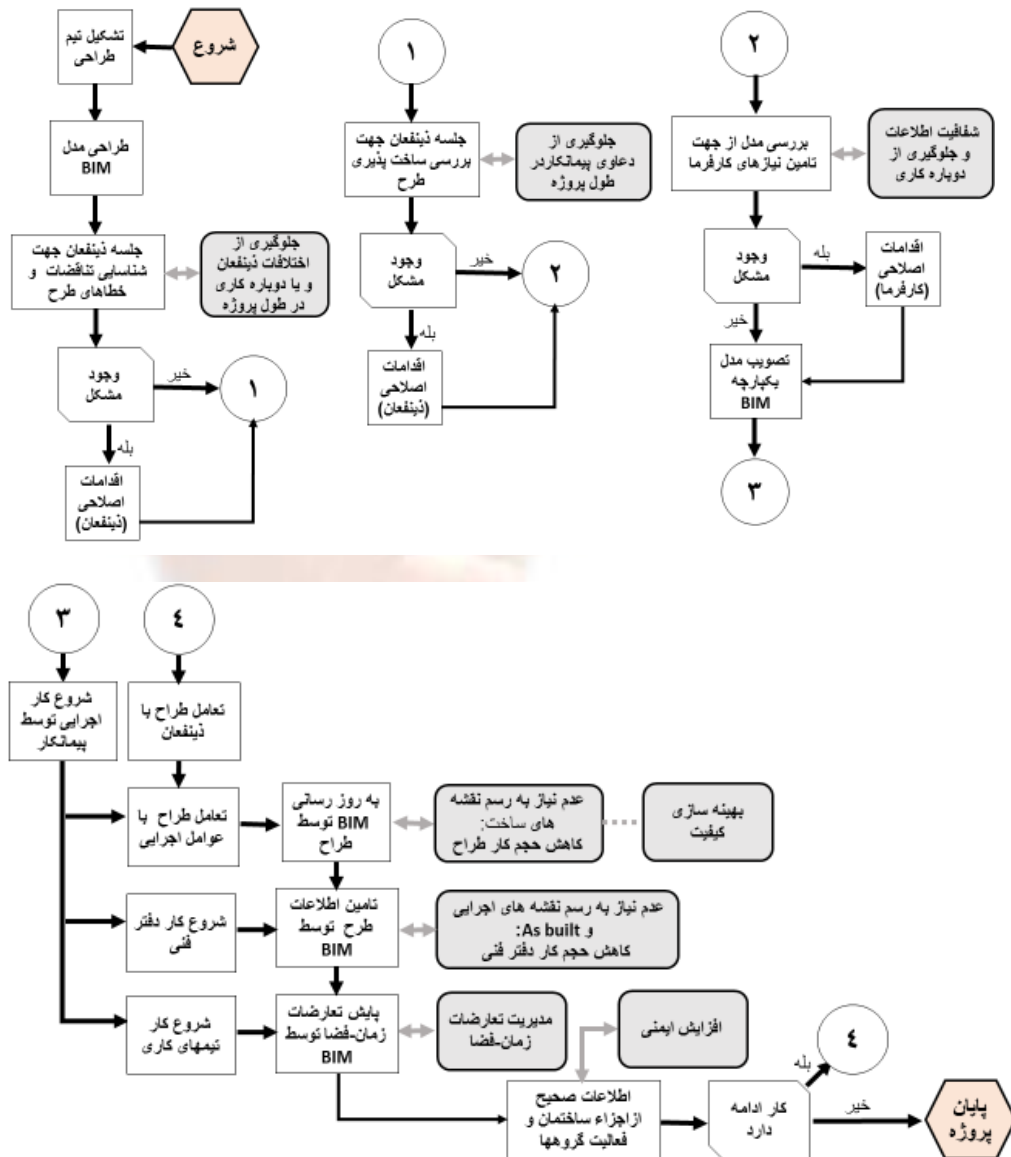 شروع
تشکیل تیم
طراحی
طراحی مدل
BIM
جلسه ذینفعان جهت
شناسایی تناقضات و
خطاهای طرح
جلوگیری از
اختلافات ذینفعان
و یا دوباره کاری
در طول پروژه
وجود
مشکل
خیر
۱
بله
اقدامات
اصلاحی
(ذینفعان)
۱
جلسه ذینفعان جهت
بررسی ساخت پذیری
طرح
جلوگیری از
دعاوی پیمانکاردر
طول پروژه
وجود
مشکل
خیر
۲
بله
اقدامات
اصلاحی
(ذینفعان)
۲
بررسی مدل از جهت
تامین نیازهای کارفرما
شفافیت اطلاعات
و جلوگیری از
دوباره کاری
وجود
مشکل
بله
اقدامات
اصلاحی
(کارفرما)
خیر
تصویب مدل
یکپارچه
BIM
۳
۳
شروع کار
اجرایی توسط
پیمانکار
٤
تعامل طراح با
ذینفعان
تعامل طراح با
عوامل اجرایی
به روز رسانی
BIM توسط
طراح
عدم نیاز به رسم نقشه
های ساخت:
کاهش حجم کار طراح
بهینه سازی
کیفیت
شروع کار دفتر
فنی
تامین اطلاعات
طرح توسط
BIM
عدم نیاز به رسم نقشه های اجرایی
و As built:
کاهش حجم کار دفتر فنی
شروع کار
تیمهای کاری
پایش تعارضات
زمان-فضا توسط
BIM
مدیریت تعارضات
زمان-فضا
افزایش ایمنی
اطلاعات صحیح
ازاجزاء ساختمان و
فعالیت گروهها
کار ادامه
دارد
بله
٤
خیر
پایان
پروژه